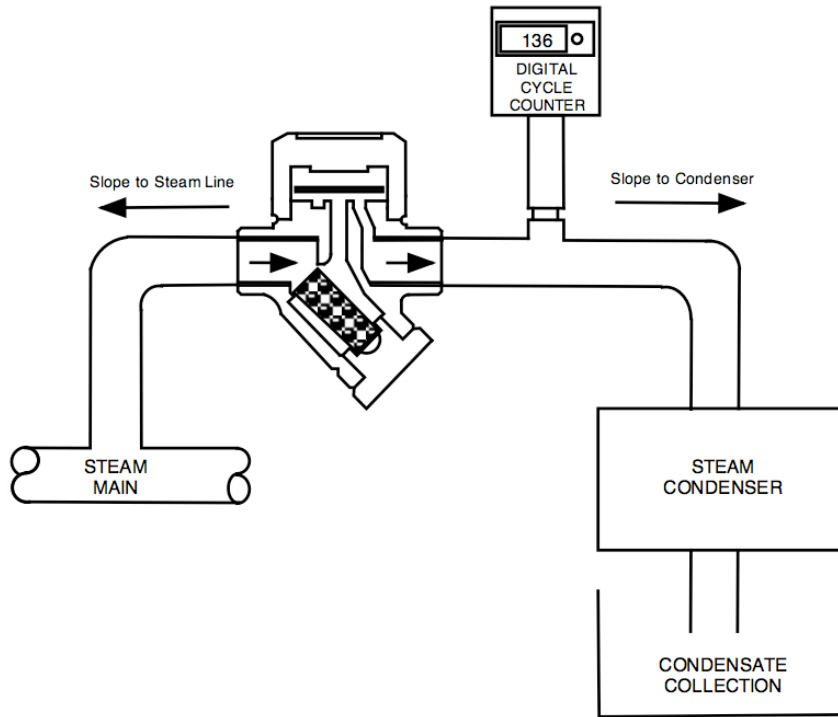 136
DIGITAL
CYCLE
COUNTER
Slope to Steam Line
Slope to Condenser
STEAM
MAIN
STEAM
CONDENSER
CONDENSATE
COLLECTION